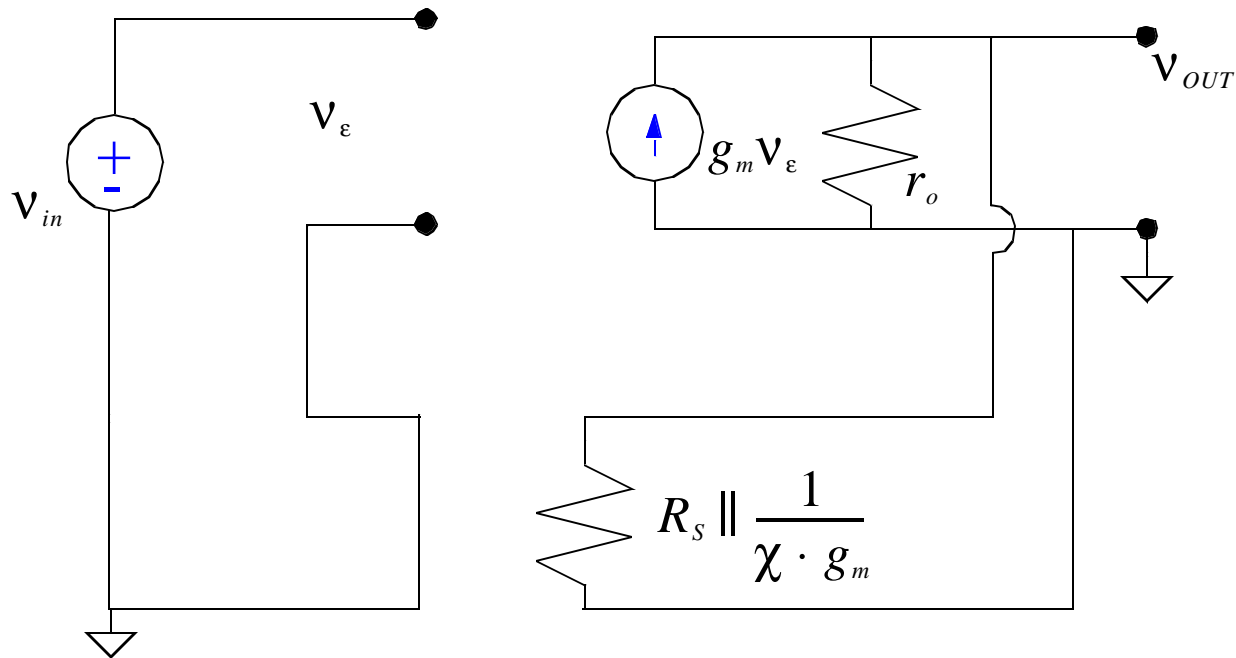 +
-
ν_in
ν_ε
g_m ν_ε
r_o
ν_OUT
R_S ∥ 1 / (χ · g_m)